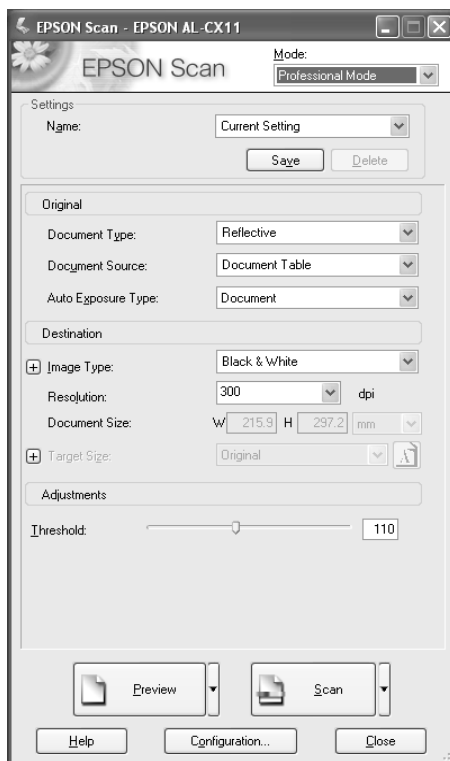 EPSON Scan - EPSON AL-CX11
EPSON Scan
Mode:
Professional Mode
Settings
Name: Current Setting
Save Delete
Original
Document Type: Reflective
Document Source: Document Table
Auto Exposure Type: Document
Destination
+ Image Type: Black & White
Resolution: 300 dpi
Document Size: W 215.9 H 297.2 mm
+ Target Size: Original
Adjustments
Threshold: 110
Preview Scan
Help Configuration... Close